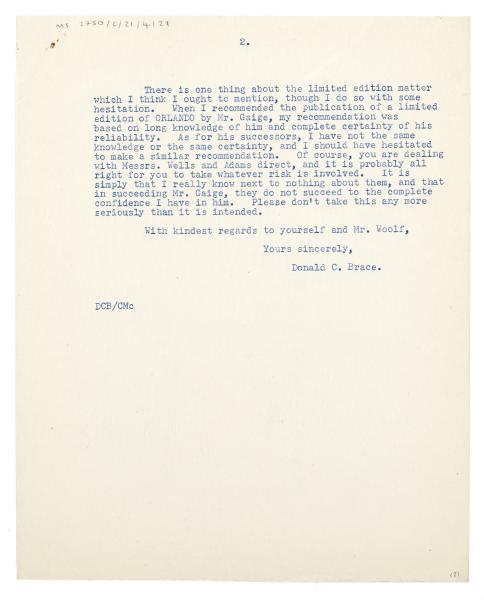 MS 2750/C/21/4/21
2.
There is one thing about the limited edition matter
which I think I ought to mention, though I do so with some
hesitation. When I recommended the publication of a limited
edition of ORLANDO by Mr. Gaige, my recommendation was
based on long knowledge of him and complete certainty of his
reliability. As for his successors, I have not the same
knowledge or the same certainty, and I should have hesitated
to make a similar recommendation. Of course, you are dealing
with Messrs. Wells and Adams direct, and it is probably all
right for you to take whatever risk is involved. It is
simply that I really know next to nothing about them, and that
in succeeding Mr. Gaige, they do not succeed to the complete
confidence I have in him. Please don't take this any more
seriously than it is intended.
With kindest regards to yourself and Mr. Woolf,
Yours sincerely,
Donald C. Brace.
DCB/CMc